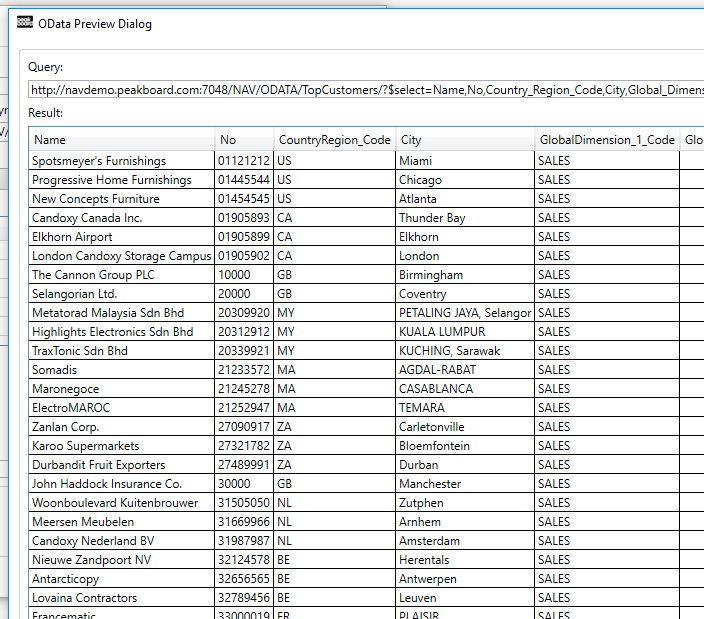 OData Preview Dialog
Query:
http://navdemo.peakboard.com:7048/NAV/ODATA/TopCustomers/?$select=Name,No,Country_Region_Code,City,Global_Dimens
Result:
Name No CountryRegion_Code City GlobalDimension_1_Code Glo
Spotsmeyer's Furnishings 01121212 US Miami SALES
Progressive Home Furnishings 01445544 US Chicago SALES
New Concepts Furniture 01454545 US Atlanta SALES
Candoxy Canada Inc. 01905893 CA Thunder Bay SALES
Elkhorn Airport 01905899 CA Elkhorn SALES
London Candoxy Storage Campus 01905902 CA London SALES
The Cannon Group PLC 10000 GB Birmingham SALES
Selangorian Ltd. 20000 GB Coventry SALES
Metatorad Malaysia Sdn Bhd 20309920 MY PETALING JAYA, Selangor SALES
Highlights Electronics Sdn Bhd 20312912 MY KUALA LUMPUR SALES
TraxTonic Sdn Bhd 20339921 MY KUCHING, Sarawak SALES
Somadis 21233572 MA AGDAL-RABAT SALES
Maronegoce 21245278 MA CASABLANCA SALES
ElectroMAROC 21252947 MA TEMARA SALES
Zanlan Corp. 27090917 ZA Carletonville SALES
Karoo Supermarkets 27321782 ZA Bloemfontein SALES
Durbandit Fruit Exporters 27489991 ZA Durban SALES
John Haddock Insurance Co. 30000 GB Manchester SALES
Woonboulevard Kuitenbrouwer 31505050 NL Zutphen SALES
Meersen Meubelen 31669966 NL Arnhem SALES
Candoxy Nederland BV 31987987 NL Amsterdam SALES
Nieuwe Zandpoort NV 32124578 BE Herentals SALES
Antarcticopy 32656565 BE Antwerpen SALES
Lovaina Contractors 32789456 BE Leuven SALES
Francematic 33000019 FR PLAISIR SALES